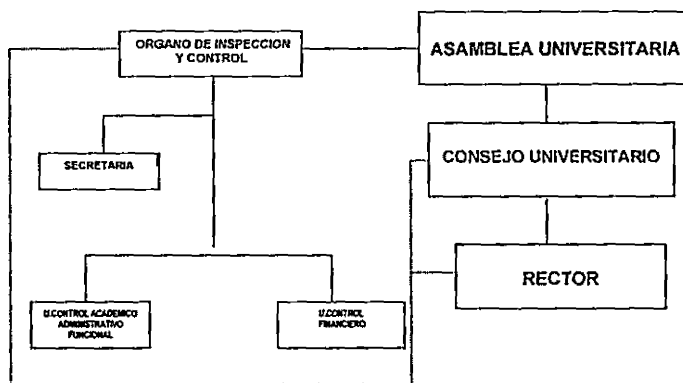 ORGANO DE INSPECCION
Y CONTROL
ASAMBLEA UNIVERSITARIA
SECRETARIA
CONSEJO UNIVERSITARIO
RECTOR
U.CONTROL ACADEMICO
ADMINISTRATIVO
FUNCIONAL
U.CONTROL
FINANCIERO